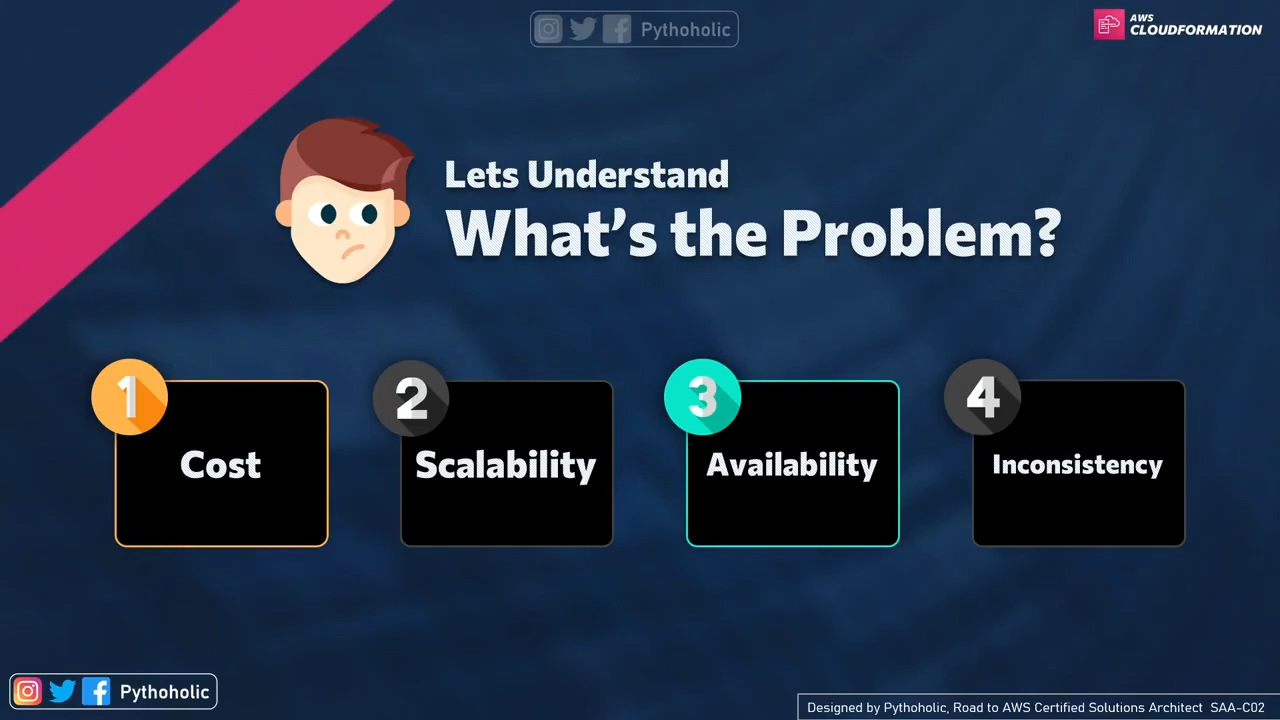 Pythoholic
AWS
CLOUDFORMATION
Lets Understand
What's the Problem?
1
Cost
2
Scalability
3
Availability
4
Inconsistency
Pythoholic
Designed by Pythoholic, Road to AWS Certified Solutions Architect SAA-C02